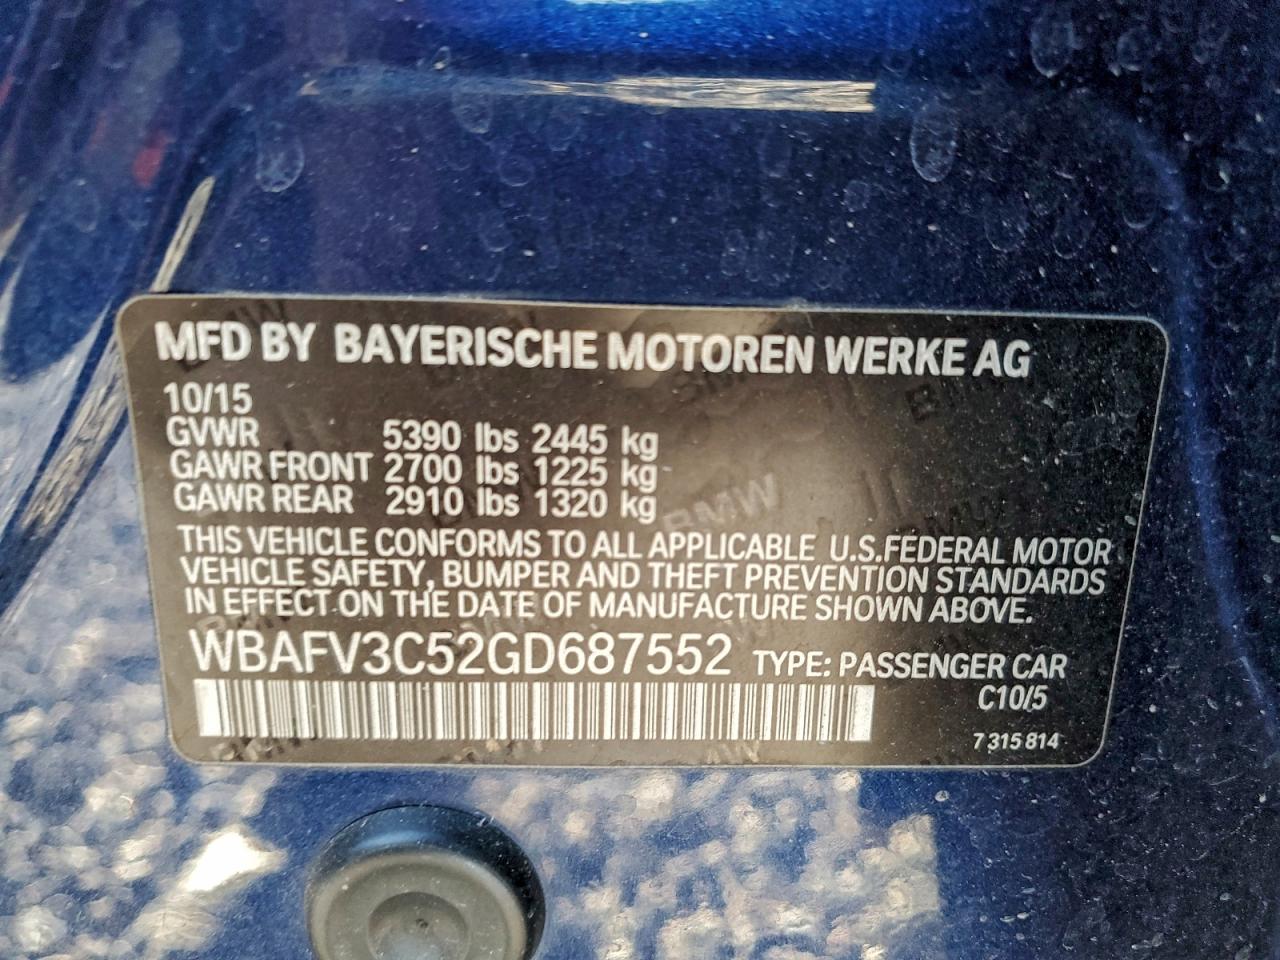 MFD BY BAYERISCHE MOTOREN WERKE AG
10/15
GVWR 5390 lbs 2445 kg
GAWR FRONT 2700 lbs 1225 kg
GAWR REAR 2910 lbs 1320 kg
THIS VEHICLE CONFORMS TO ALL APPLICABLE U.S.FEDERAL MOTOR
VEHICLE SAFETY, BUMPER AND THEFT PREVENTION STANDARDS
IN EFFECT ON THE DATE OF MANUFACTURE SHOWN ABOVE.
WBAFV3C52GD687552 TYPE: PASSENGER CAR
C10/5
7 315 814